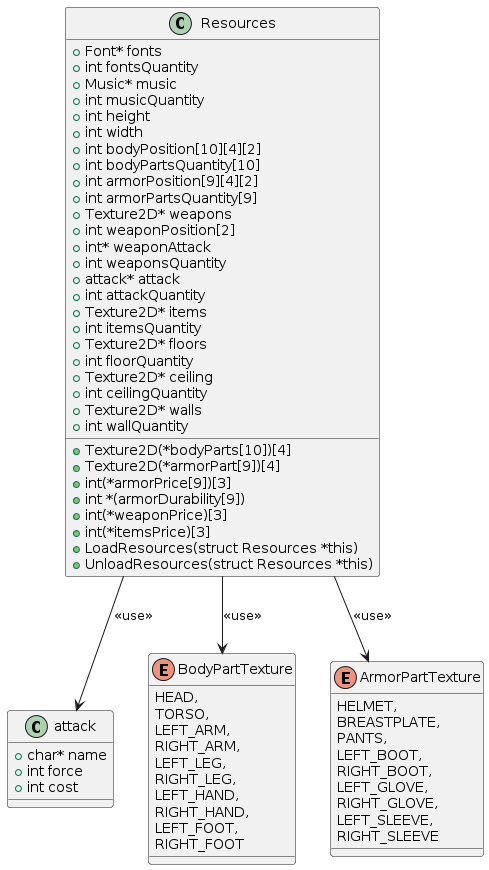 C Resources
Font* fonts
int fontsQuantity
Music* music
int musicQuantity
int height
int width
int bodyPosition[10][4][2]
int bodyPartsQuantity[10]
int armorPosition[9][4][2]
int armorPartsQuantity[9]
Texture2D* weapons
int weaponPosition[2]
int* weaponAttack
int weaponsQuantity
attack* attack
int attackQuantity
Texture2D* items
int itemsQuantity
Texture2D* floors
int floorQuantity
Texture2D* ceiling
int ceilingQuantity
Texture2D* walls
int wallQuantity
Texture2D(*bodyParts[10])[4]
Texture2D(*armorPart[9])[4]
int(*armorPrice[9])[3]
int *(armorDurability[9])
int(*weaponPrice)[3]
int(*itemsPrice)[3]
LoadResources(struct Resources *this)
UnloadResources(struct Resources *this)
«use»
«use»
«use»
C attack
char* name
int force
int cost
E BodyPartTexture
HEAD,
TORSO,
LEFT_ARM,
RIGHT_ARM,
LEFT_LEG,
RIGHT_LEG,
LEFT_HAND,
RIGHT_HAND,
LEFT_FOOT,
RIGHT_FOOT
E ArmorPartTexture
HELMET,
BREASTPLATE,
PANTS,
LEFT_BOOT,
RIGHT_BOOT,
LEFT_GLOVE,
RIGHT_GLOVE,
LEFT_SLEEVE,
RIGHT_SLEEVE